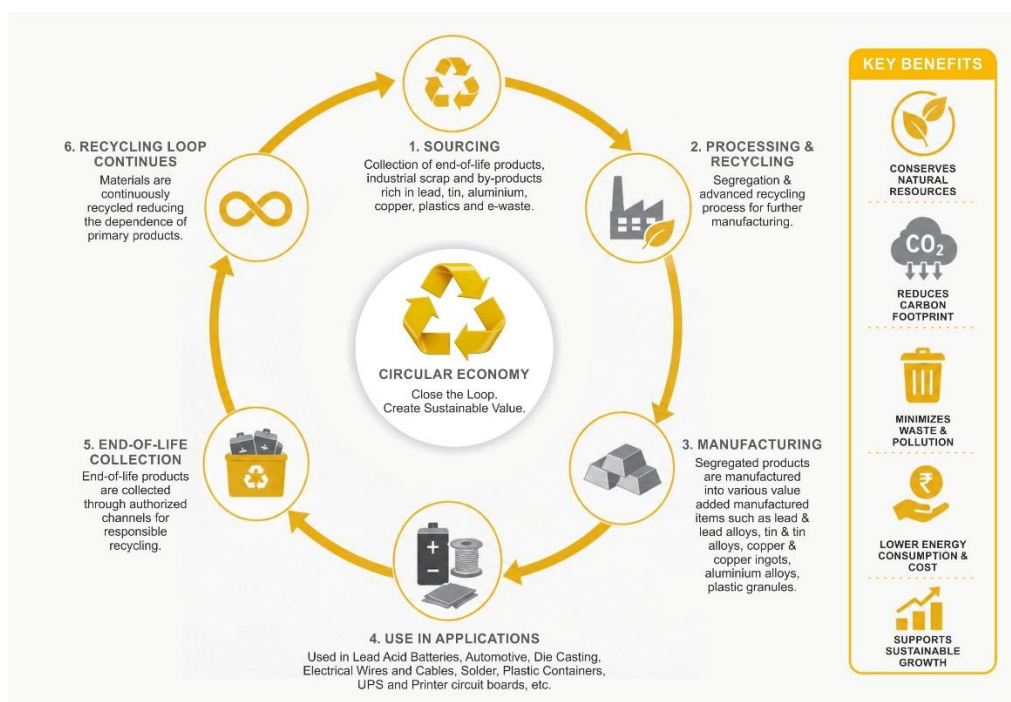 1. SOURCING
Collection of end-of-life products,
industrial scrap and by-products
rich in lead, tin, aluminium,
copper, plastics and e-waste.
2. PROCESSING &
RECYCLING
Segregation &
advanced recycling
process for further
manufacturing.
3. MANUFACTURING
Segregated products
are manufactured
into various value
added manufactured
items such as lead &
lead alloys, tin & tin
alloys, copper &
copper ingots,
aluminium alloys,
plastic granules.
4. USE IN APPLICATIONS
Used in Lead Acid Batteries, Automotive, Die Casting,
Electrical Wires and Cables, Solder, Plastic Containers,
UPS and Printer circuit boards, etc.
5. END-OF-LIFE
COLLECTION
End-of-life products
are collected
through authorized
channels for
responsible
recycling.
6. RECYCLING LOOP
CONTINUES
Materials are
continuously
recycled reducing
the dependence of
primary products.
CIRCULAR ECONOMY
Close the Loop.
Create Sustainable Value.
KEY BENEFITS
CONSERVES
NATURAL
RESOURCES
CO₂
REDUCES
CARBON
FOOTPRINT
MINIMIZES
WASTE &
POLLUTION
₹
LOWER ENERGY
CONSUMPTION &
COST
SUPPORTS
SUSTAINABLE
GROWTH